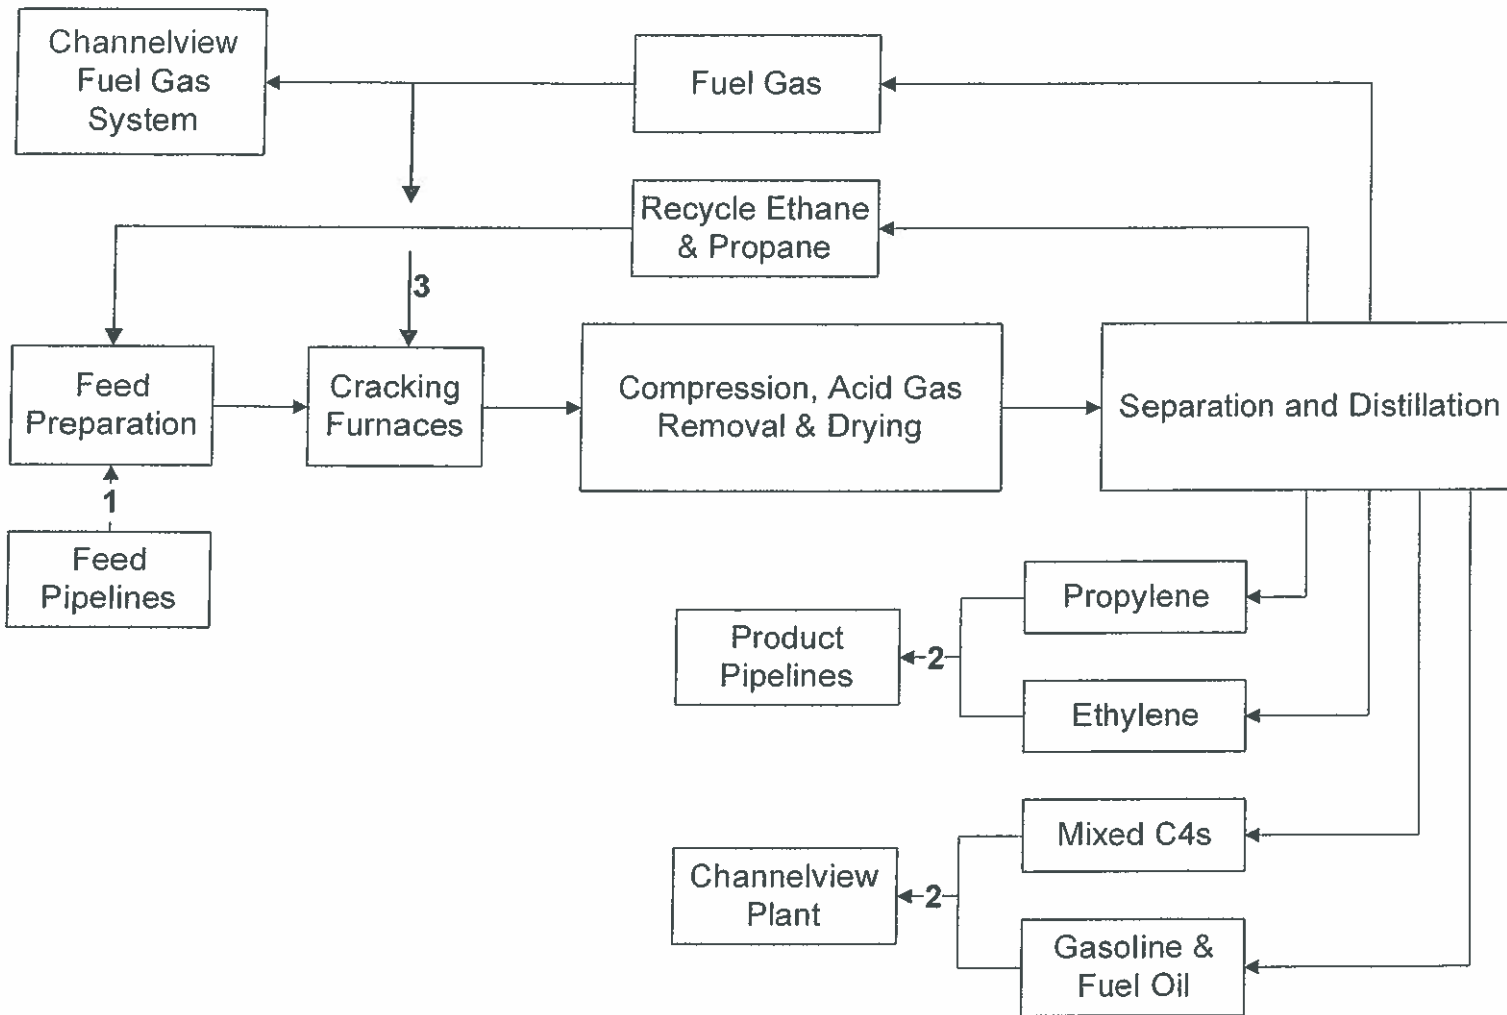 Channelview
Fuel Gas
System
Fuel Gas
Recycle Ethane
& Propane
3
Feed
Preparation
Cracking
Furnaces
Compression, Acid Gas
Removal & Drying
Separation and Distillation
1
Feed
Pipelines
Propylene
Product
Pipelines
2
Ethylene
Mixed C4s
Channelview
Plant
2
Gasoline &
Fuel Oil